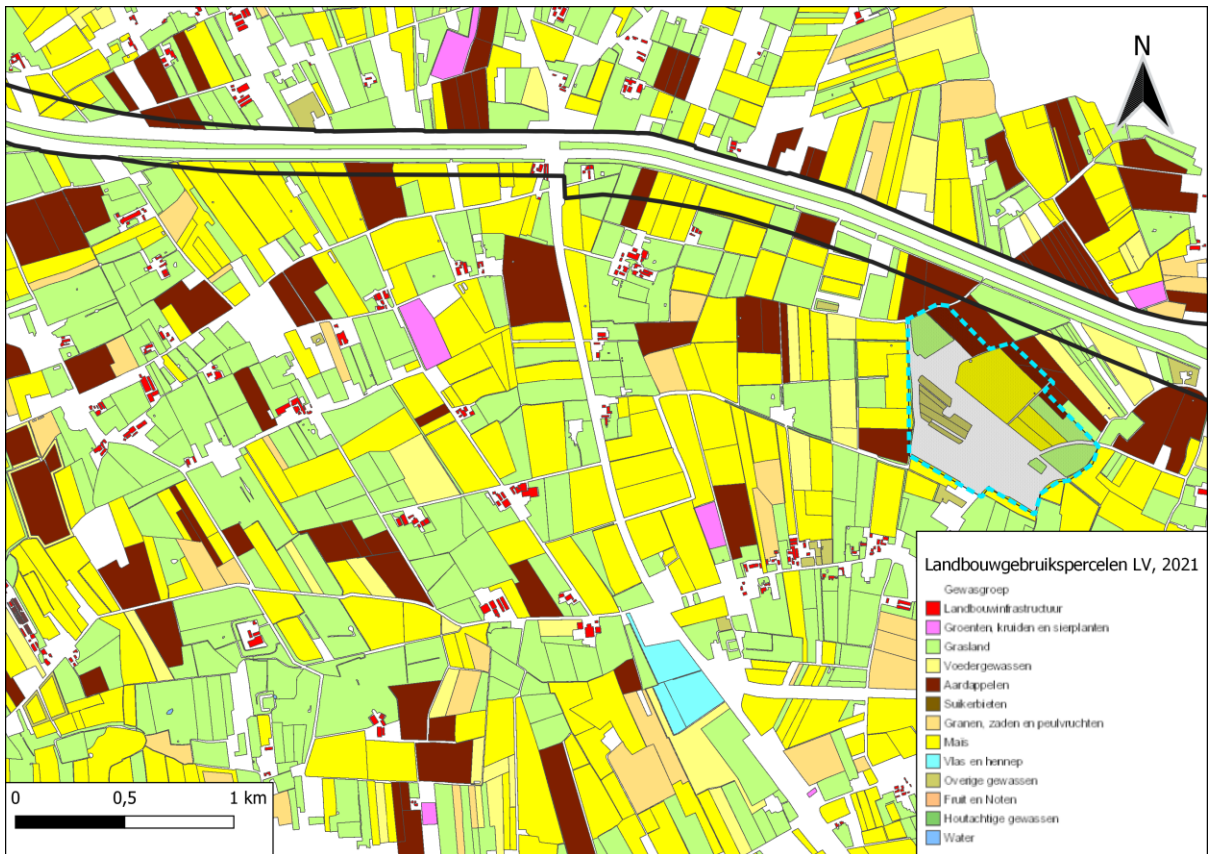 N
Landbouwgebruikspercelen LV, 2021
Gewasgroep
Landbouwinfrastructuur
Groenten, kruiden en sierplanten
Grasland
Voedergewassen
Aardappelen
Suikerbieten
Granen, zaden en peulvruchten
Maïs
Vlas en hennep
Overige gewassen
Fruit en Noten
Houtachtige gewassen
Water
0 0,5 1 km